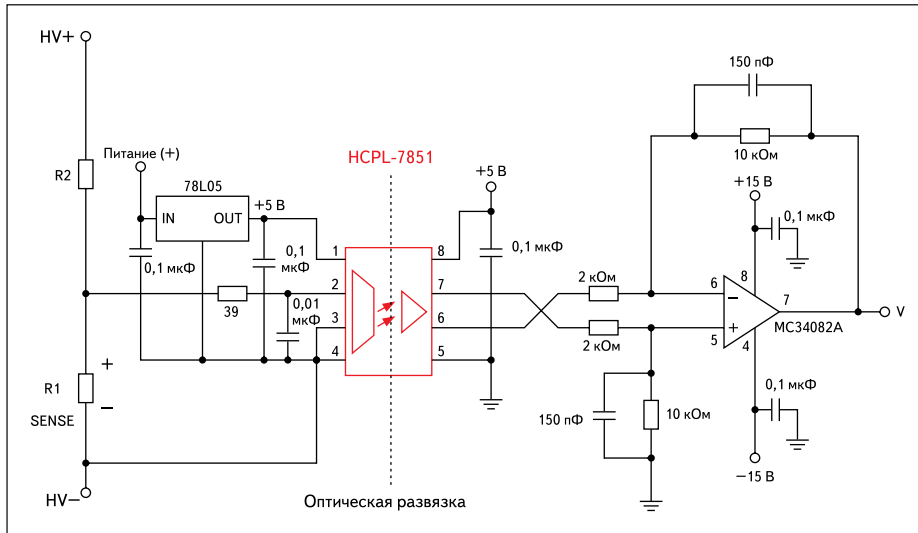 HV+
150 пФ
10 кОм
HCPL-7851
Питание (+)
R2
78L05
IN
OUT
+5 В
+5 В
+15 В
0,1 мкФ
0,1 мкФ
0,1
мкФ
0,1 мкФ
1
8
2
7
3
6
4
5
39
0,01
мкФ
2 кОм
2 кОм
6
8
7
5
4
−
+
V
MC34082A
+
−
R1
SENSE
150 пФ
10 кОм
0,1 мкФ
−15 В
HV−
Оптическая развязка